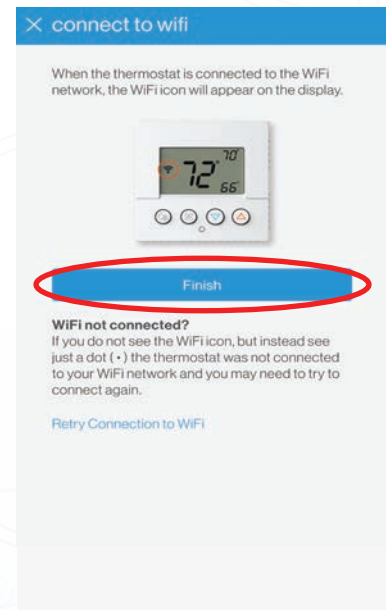 × connect to wifi
When the thermostat is connected to the WiFi
network, the WiFi icon will appear on the display.
70°
72°
66°
Finish
WiFi not connected?
If you do not see the WiFi icon, but instead see
just a dot ( • ) the thermostat was not connected
to your WiFi network and you may need to try to
connect again.
Retry Connection to WiFi